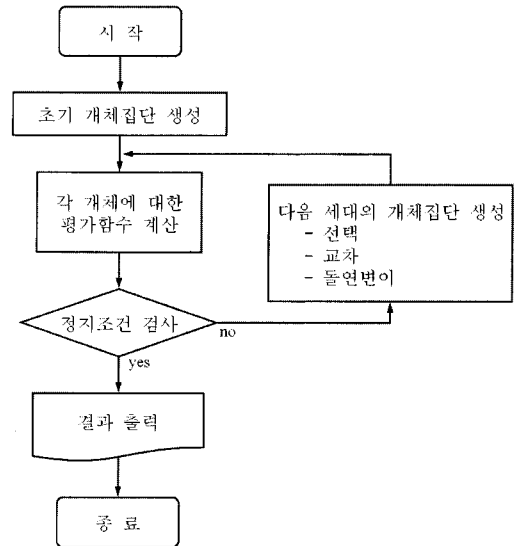 시 작
초기 개체집단 생성
각 개체에 대한
평가함수 계산
다음 세대의 개체집단 생성
- 선택
- 교차
- 돌연변이
정지조건 검사
no
yes
결과 출력
종 료